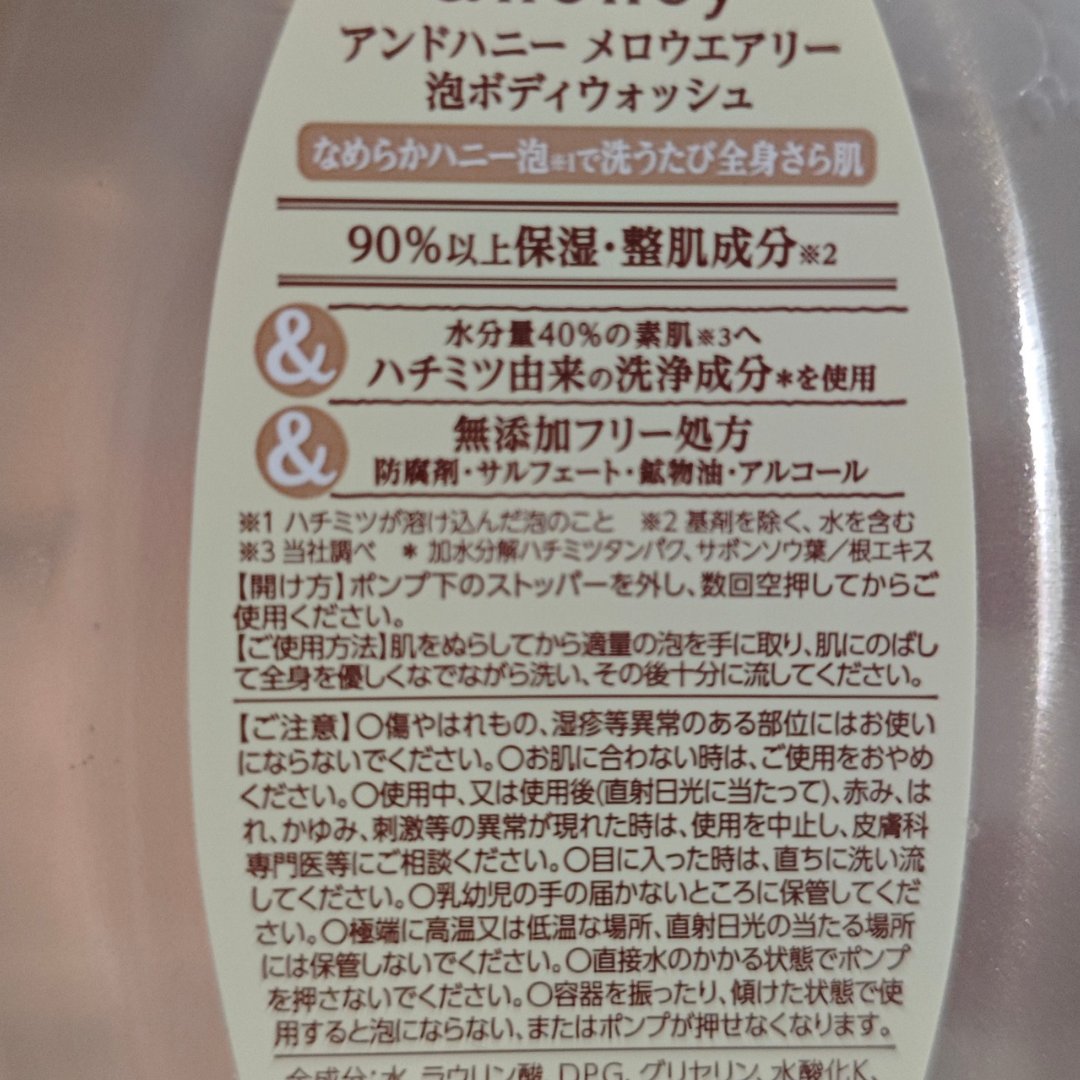 &honey
アンドハニー メロウエアリー
泡ボディウォッシュ
なめらかハニー泡※1で洗うたび全身さら肌
90%以上保湿・整肌成分※2
& 水分量40%の素肌※3へ
ハチミツ由来の洗浄成分*を使用
& 無添加フリー処方
防腐剤・サルフェート・鉱物油・アルコール
※1 ハチミツが溶け込んだ泡のこと ※2 基剤を除く、水を含む
※3 当社調べ * 加水分解ハチミツタンパク、サボンソウ葉/根エキス
【開け方】ポンプ下のストッパーを外し、数回空押ししてからご
使用ください。
【ご使用方法】肌をぬらしてから適量の泡を手に取り、肌にのばし
て全身を優しくなでながら洗い、その後十分に流してください。
【ご注意】○傷やはれもの、湿疹等異常のある部位にはお使い
にならないでください。○お肌に合わない時は、ご使用をおやめ
ください。○使用中、又は使用後(直射日光に当たって)、赤み、は
れ、かゆみ、刺激等の異常が現れた時は、使用を中止し、皮膚科
専門医等にご相談ください。○目に入った時は、直ちに洗い流
してください。○乳幼児の手の届かないところに保管してくだ
さい。○極端に高温又は低温な場所、直射日光の当たる場所
には保管しないでください。○直接水のかかる状態でポンプ
を押さないでください。○容器を振ったり、傾けた状態で使
用すると泡にならない、またはポンプが押せなくなります。
全成分:水、ラウリン酸、DPG、グリセリン、水酸化K、